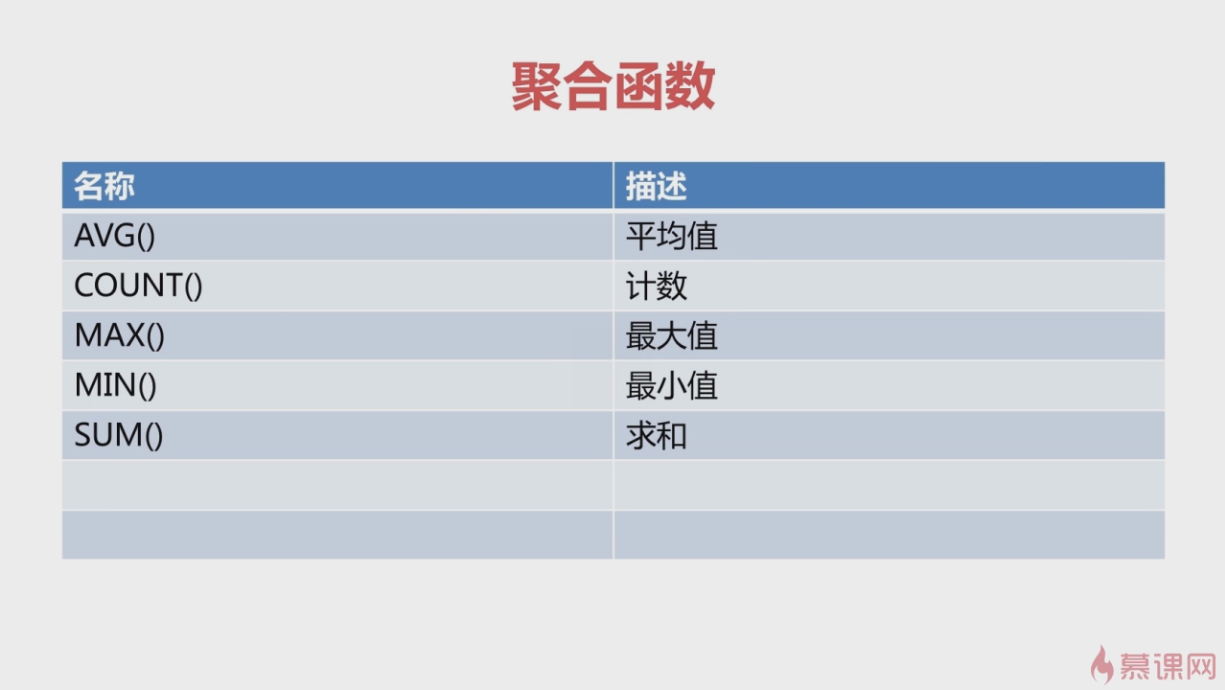 聚合函数
名称 描述
AVG() 平均值
COUNT() 计数
MAX() 最大值
MIN() 最小值
SUM() 求和
慕课网